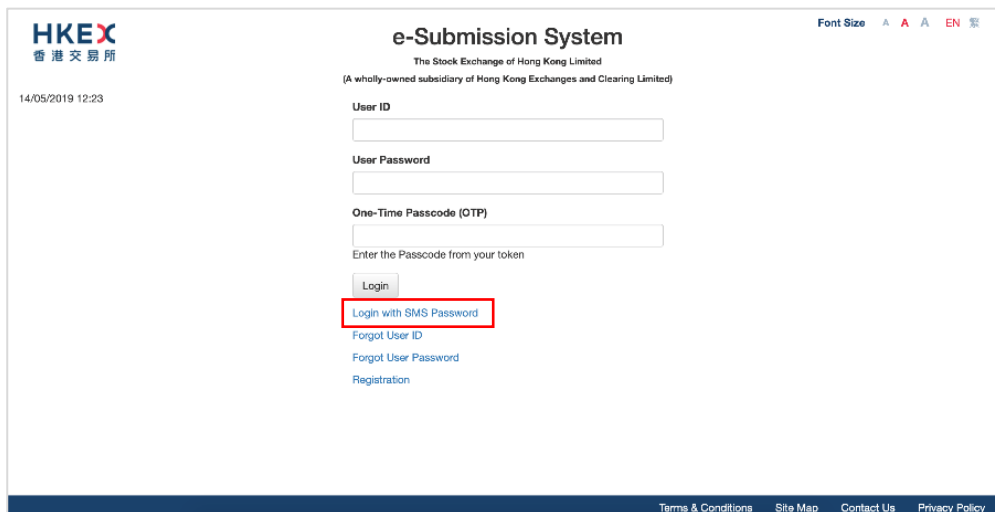 HKEX
香港交易所
Font Size A A A EN 繁
e-Submission System
The Stock Exchange of Hong Kong Limited
(A wholly-owned subsidiary of Hong Kong Exchanges and Clearing Limited)
14/05/2019 12:23
User ID
User Password
One-Time Passcode (OTP)
Enter the Passcode from your token
Login
Login with SMS Password
Forgot User ID
Forgot User Password
Registration
Terms & Conditions Site Map Contact Us Privacy Policy